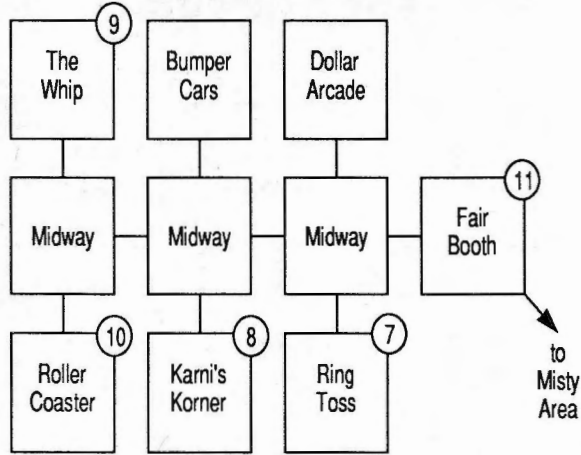 9
The
Whip
Bumper
Cars
Dollar
Arcade
Midway
Midway
Midway
11
Fair
Booth
10
Roller
Coaster
8
Karni's
Korner
7
Ring
Toss
to
Misty
Area